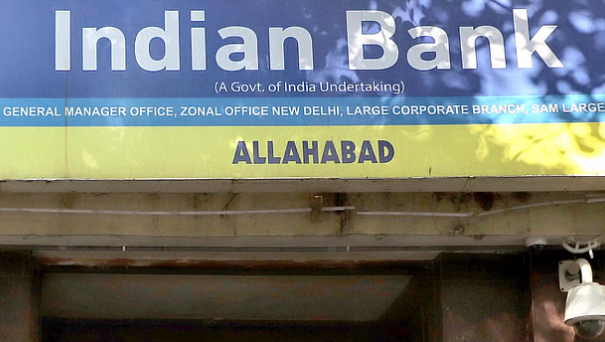 Indian Bank
(A Govt. of India Undertaking)
GENERAL MANAGER OFFICE, ZONAL OFFICE NEW DELHI, LARGE CORPORATE BRANCH, SAM LARGE
ALLAHABAD